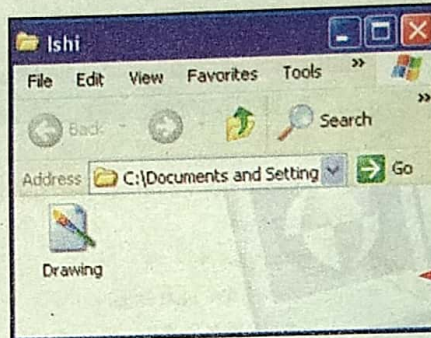 Ishi
File Edit View Favorites Tools »
Back Search »
Address C:\Documents and Setting Go
Drawing